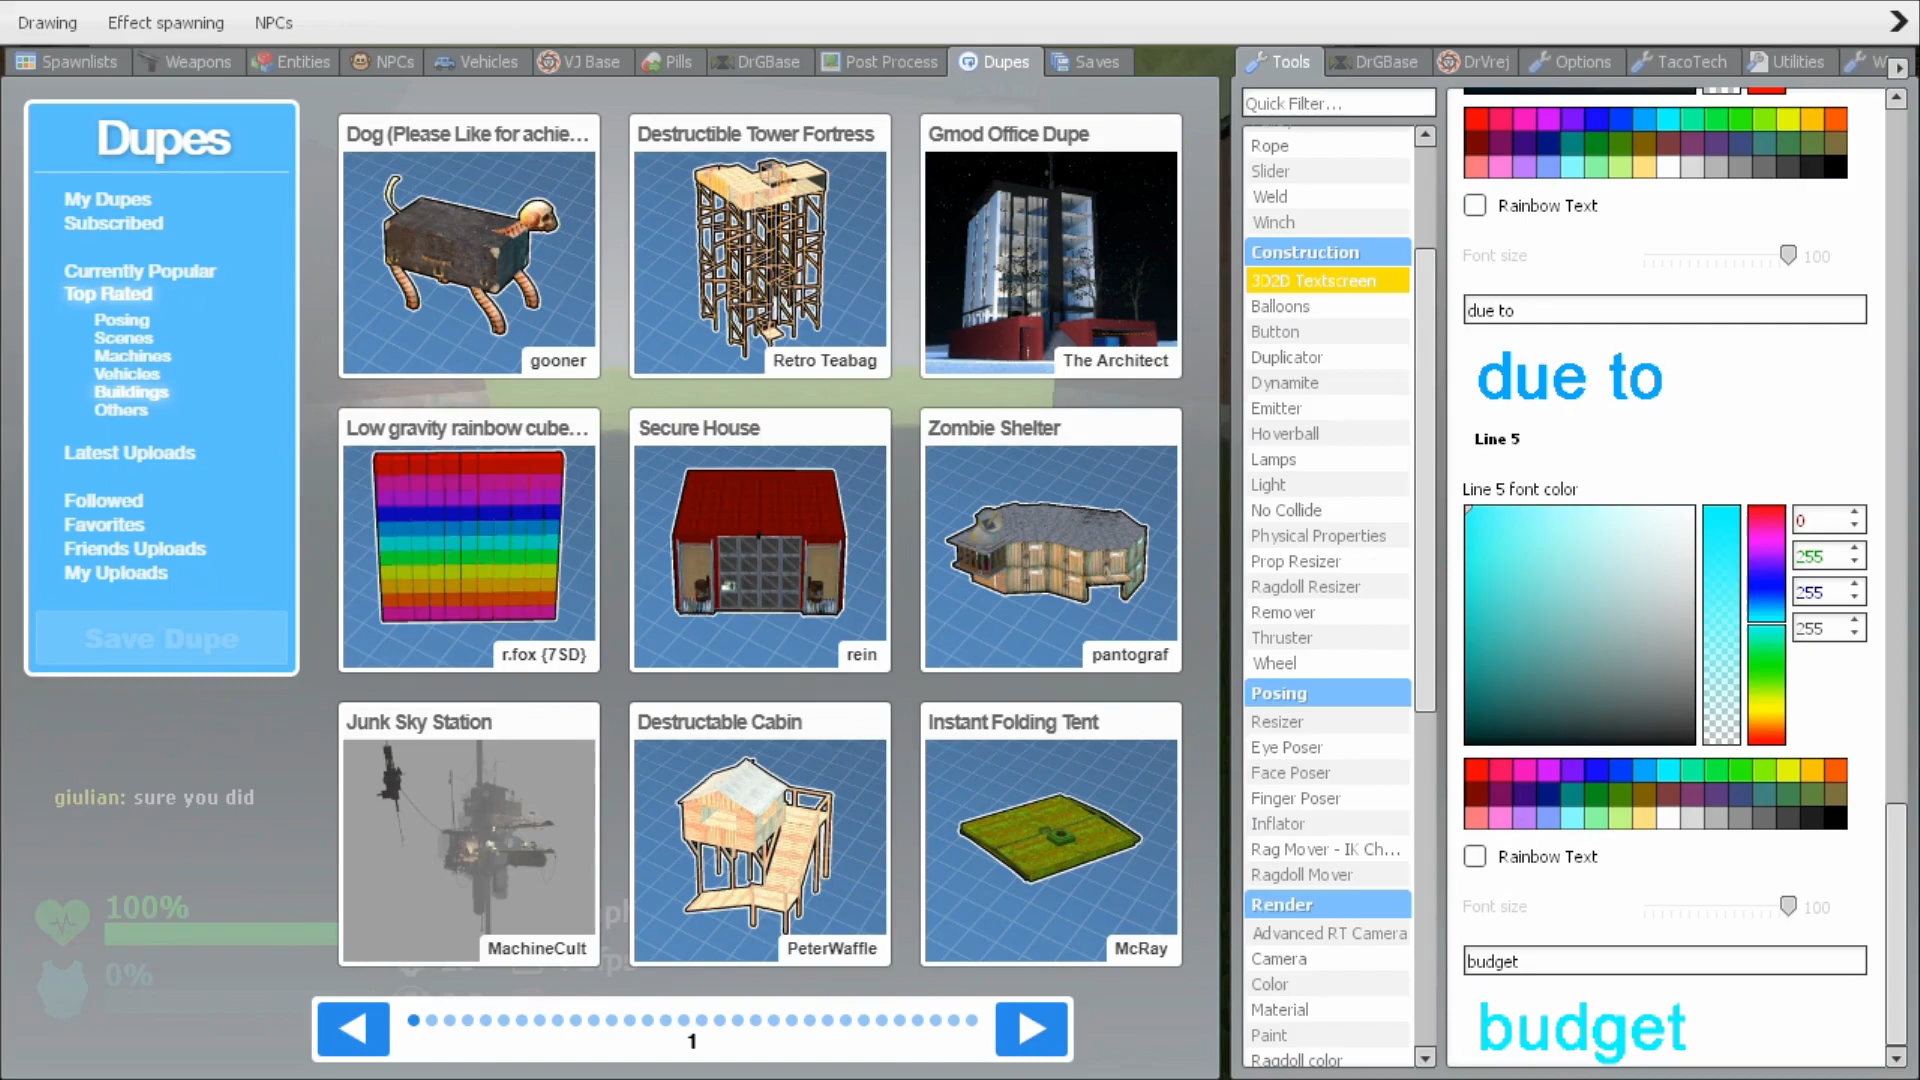 Drawing Effect spawning NPCs
Spawnlists Weapons Entities NPCs Vehicles VJ Base Pills DrGBase Post Process Dupes Saves
Tools DrGBase DrVrej Options TacoTech Utilities
Dupes
My Dupes
Subscribed
Currently Popular
Top Rated
Posing
Scenes
Machines
Vehicles
Buildings
Others
Latest Uploads
Followed
Favorites
Friends Uploads
My Uploads
Save Dupe
giulian: sure you did
100%
0%
Dog (Please Like for achie...
gooner
Destructible Tower Fortress
Retro Teabag
Gmod Office Dupe
The Architect
Low gravity rainbow cube...
r.fox {7SD}
Secure House
rein
Zombie Shelter
pantograf
Junk Sky Station
MachineCult
Destructable Cabin
PeterWaffle
Instant Folding Tent
McRay
1
Quick Filter...
Rope
Slider
Weld
Winch
Construction
3D2D Textscreen
Balloons
Button
Duplicator
Dynamite
Emitter
Hoverball
Lamps
Light
No Collide
Physical Properties
Prop Resizer
Ragdoll Resizer
Remover
Thruster
Wheel
Posing
Resizer
Eye Poser
Face Poser
Finger Poser
Inflator
Rag Mover - IK Ch...
Ragdoll Mover
Render
Advanced RT Camera
Camera
Color
Material
Paint
Ragdoll color
Rainbow Text
Font size 100
due to
due to
Line 5
Line 5 font color
0
255
255
255
Rainbow Text
Font size 100
budget
budget